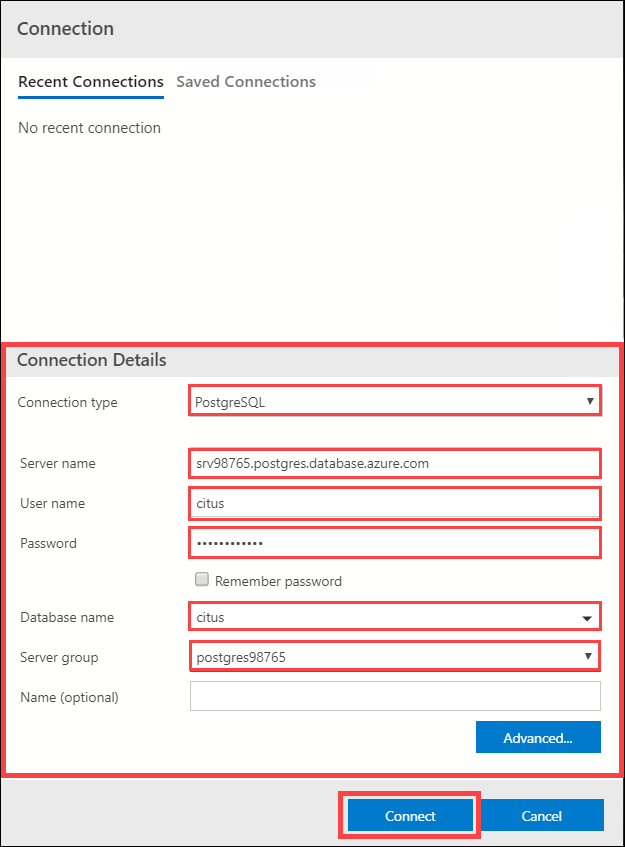 Connection
Recent Connections Saved Connections
No recent connection
Connection Details
Connection type PostgreSQL
Server name srv98765.postgres.database.azure.com
User name citus
Password ••••••••••••
Remember password
Database name citus
Server group postgres98765
Name (optional)
Advanced...
Connect Cancel